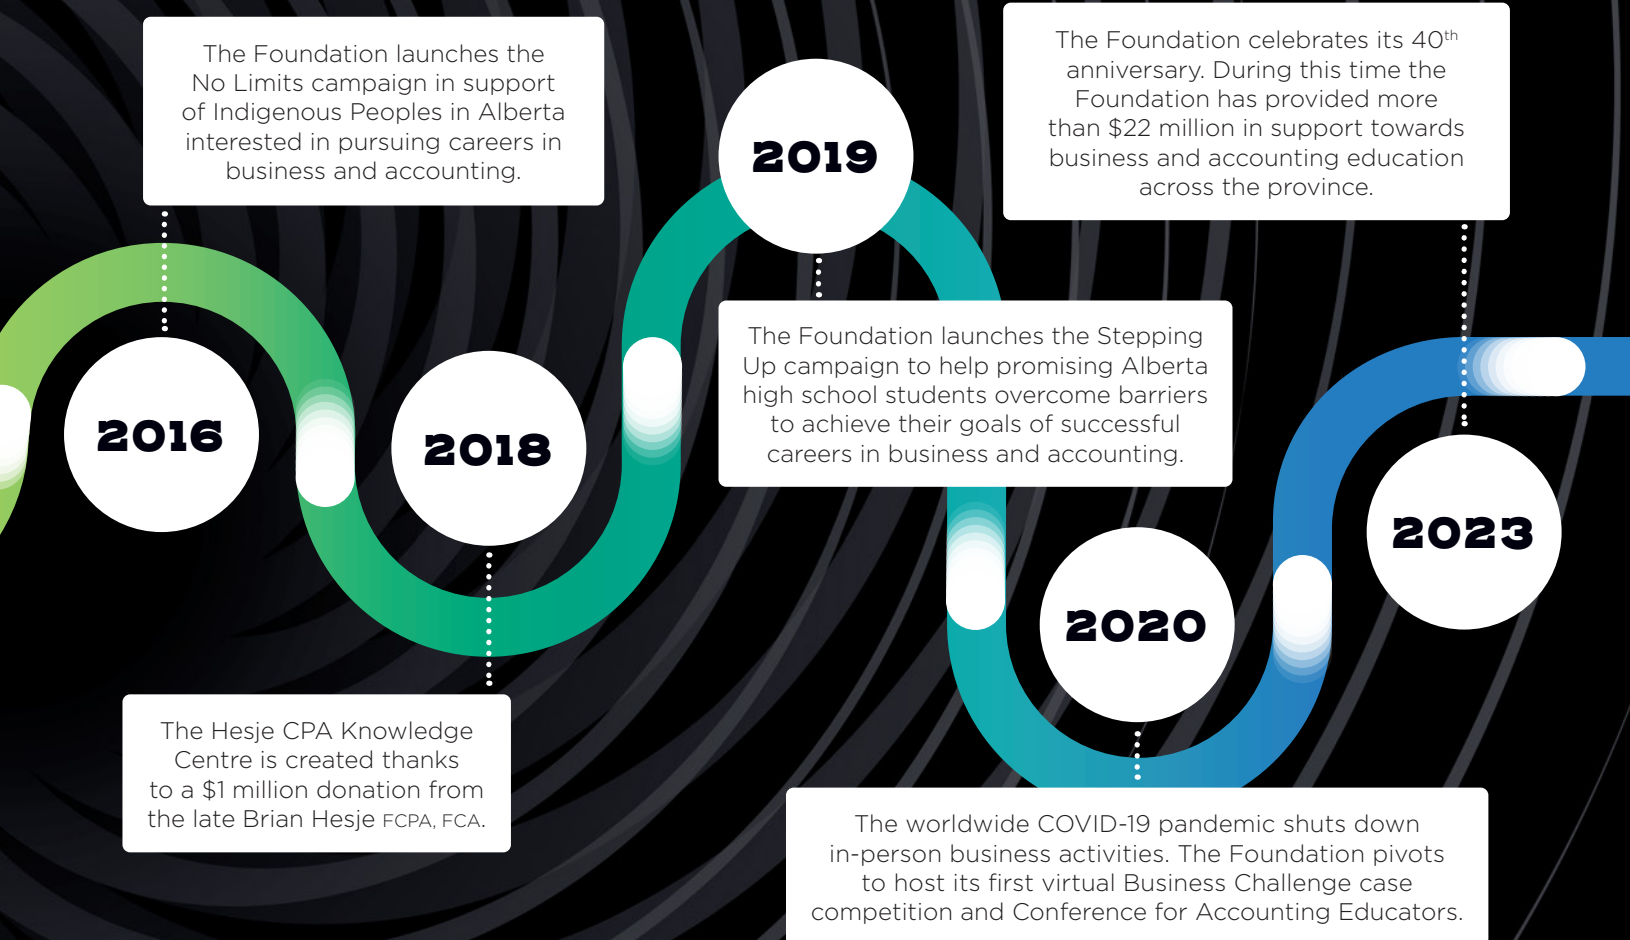 The Foundation launches the
No Limits campaign in support
of Indigenous Peoples in Alberta
interested in pursuing careers in
business and accounting.
2016
2018
The Hesje CPA Knowledge
Centre is created thanks
to a $1 million donation from
the late Brian Hesje FCPA, FCA.
2019
The Foundation launches the Stepping
Up campaign to help promising Alberta
high school students overcome barriers
to achieve their goals of successful
careers in business and accounting.
2020
The worldwide COVID-19 pandemic shuts down
in-person business activities. The Foundation pivots
to host its first virtual Business Challenge case
competition and Conference for Accounting Educators.
The Foundation celebrates its 40th
anniversary. During this time the
Foundation has provided more
than $22 million in support towards
business and accounting education
across the province.
2023